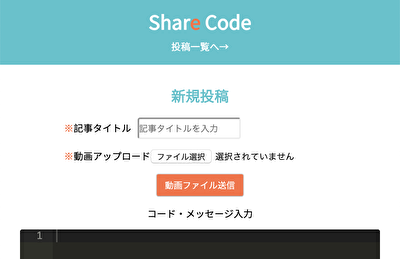 Share Code
投稿一覧へ→
新規投稿
※記事タイトル 記事タイトルを入力
※動画アップロード ファイル選択 選択されていません
動画ファイル送信
コード・メッセージ入力
1